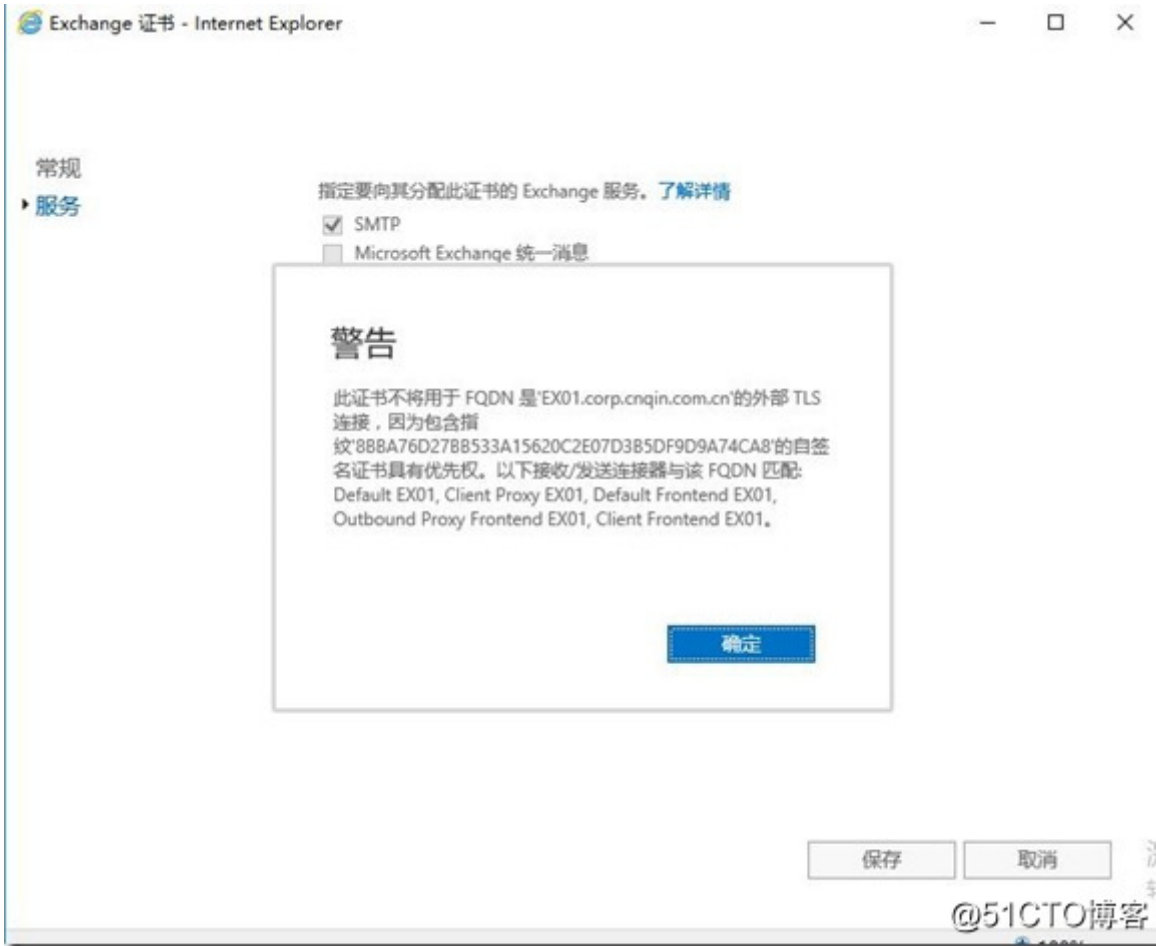 Exchange 证书 - Internet Explorer
常规
服务
指定要向其分配此证书的 Exchange 服务。了解详情
SMTP
Microsoft Exchange 统一消息
警告
此证书不将用于 FQDN 是'EX01.corp.cnqin.com.cn'的外部 TLS
连接，因为包含指
纹'8BBA76D27BB533A15620C2E07D3B5DF9D9A74CA8'的自签
名证书具有优先权。以下接收/发送连接器与该 FQDN 匹配:
Default EX01, Client Proxy EX01, Default Frontend EX01,
Outbound Proxy Frontend EX01, Client Frontend EX01。
确定
保存
取消
@51CTO博客